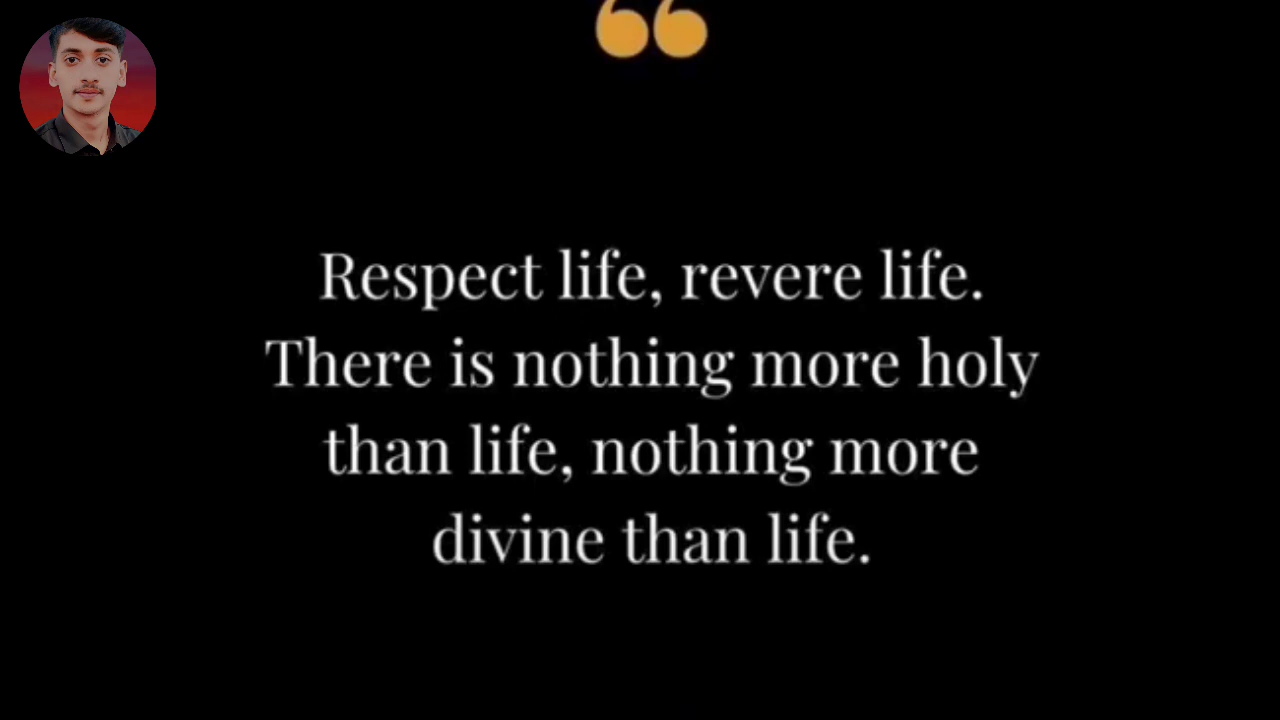 Respect life, revere life.
There is nothing more holy
than life, nothing more
divine than life.